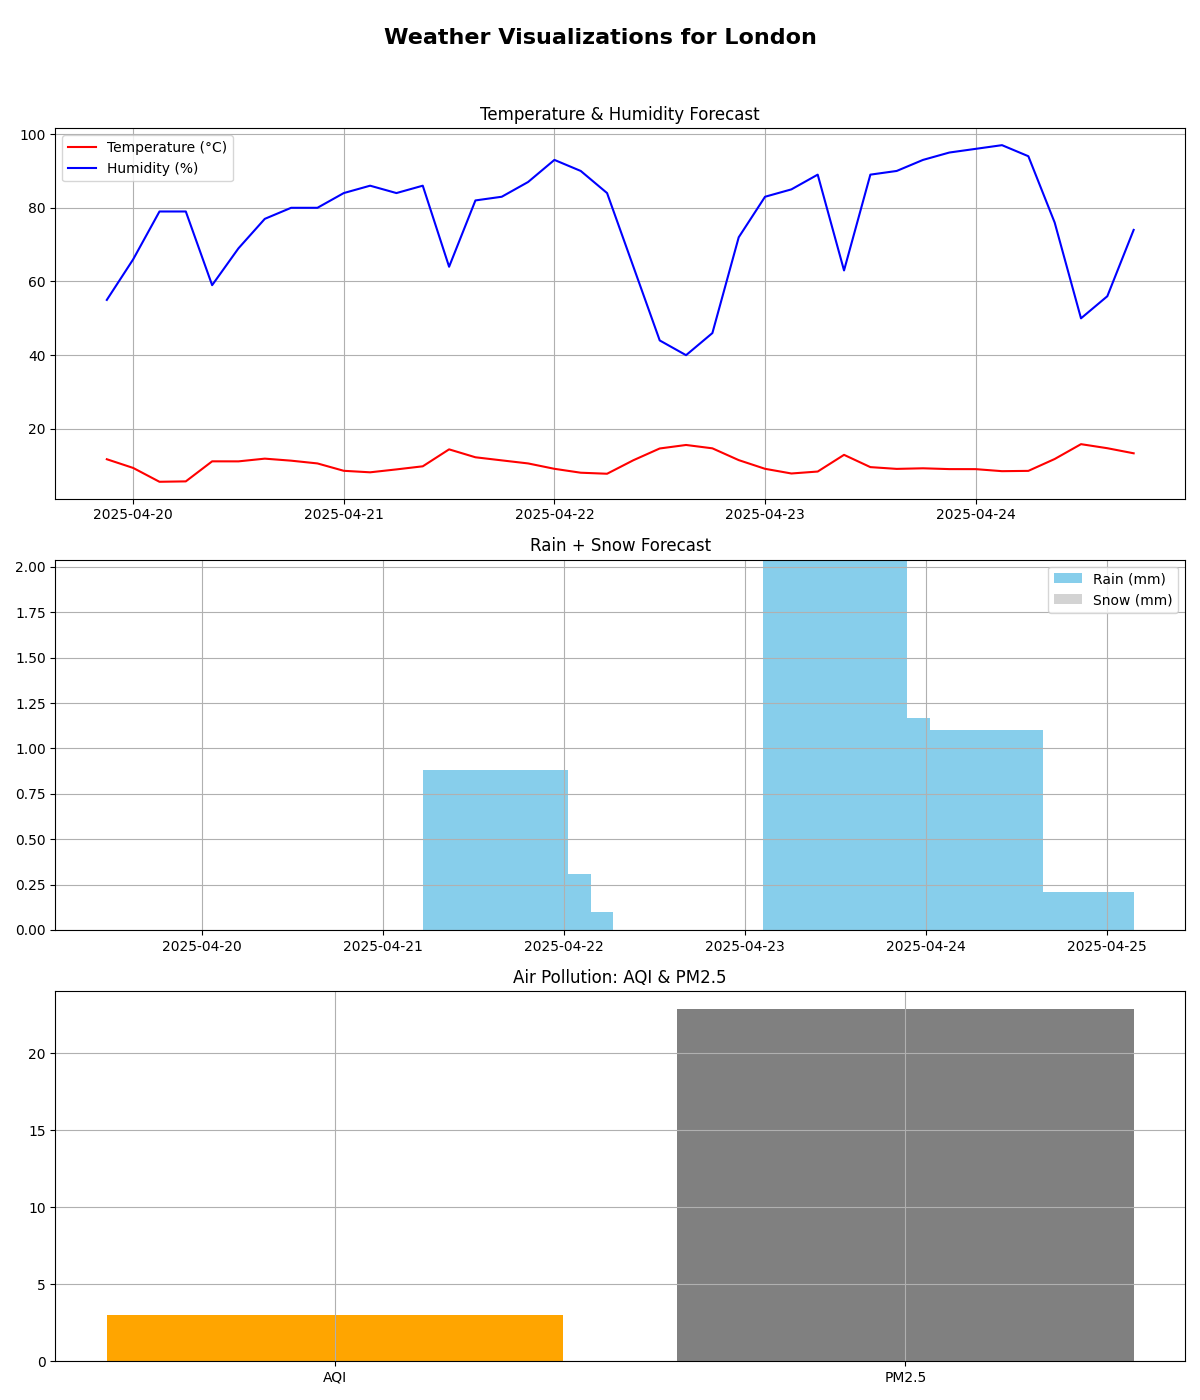 Weather Visualizations for London
Temperature & Humidity Forecast
Temperature (°C)
Humidity (%)
100
80
60
40
20
2025-04-20 2025-04-21 2025-04-22 2025-04-23 2025-04-24
Rain + Snow Forecast
Rain (mm)
Snow (mm)
2.00
1.75
1.50
1.25
1.00
0.75
0.50
0.25
0.00
2025-04-20 2025-04-21 2025-04-22 2025-04-23 2025-04-24 2025-04-25
Air Pollution: AQI & PM2.5
20
15
10
5
0
AQI PM2.5